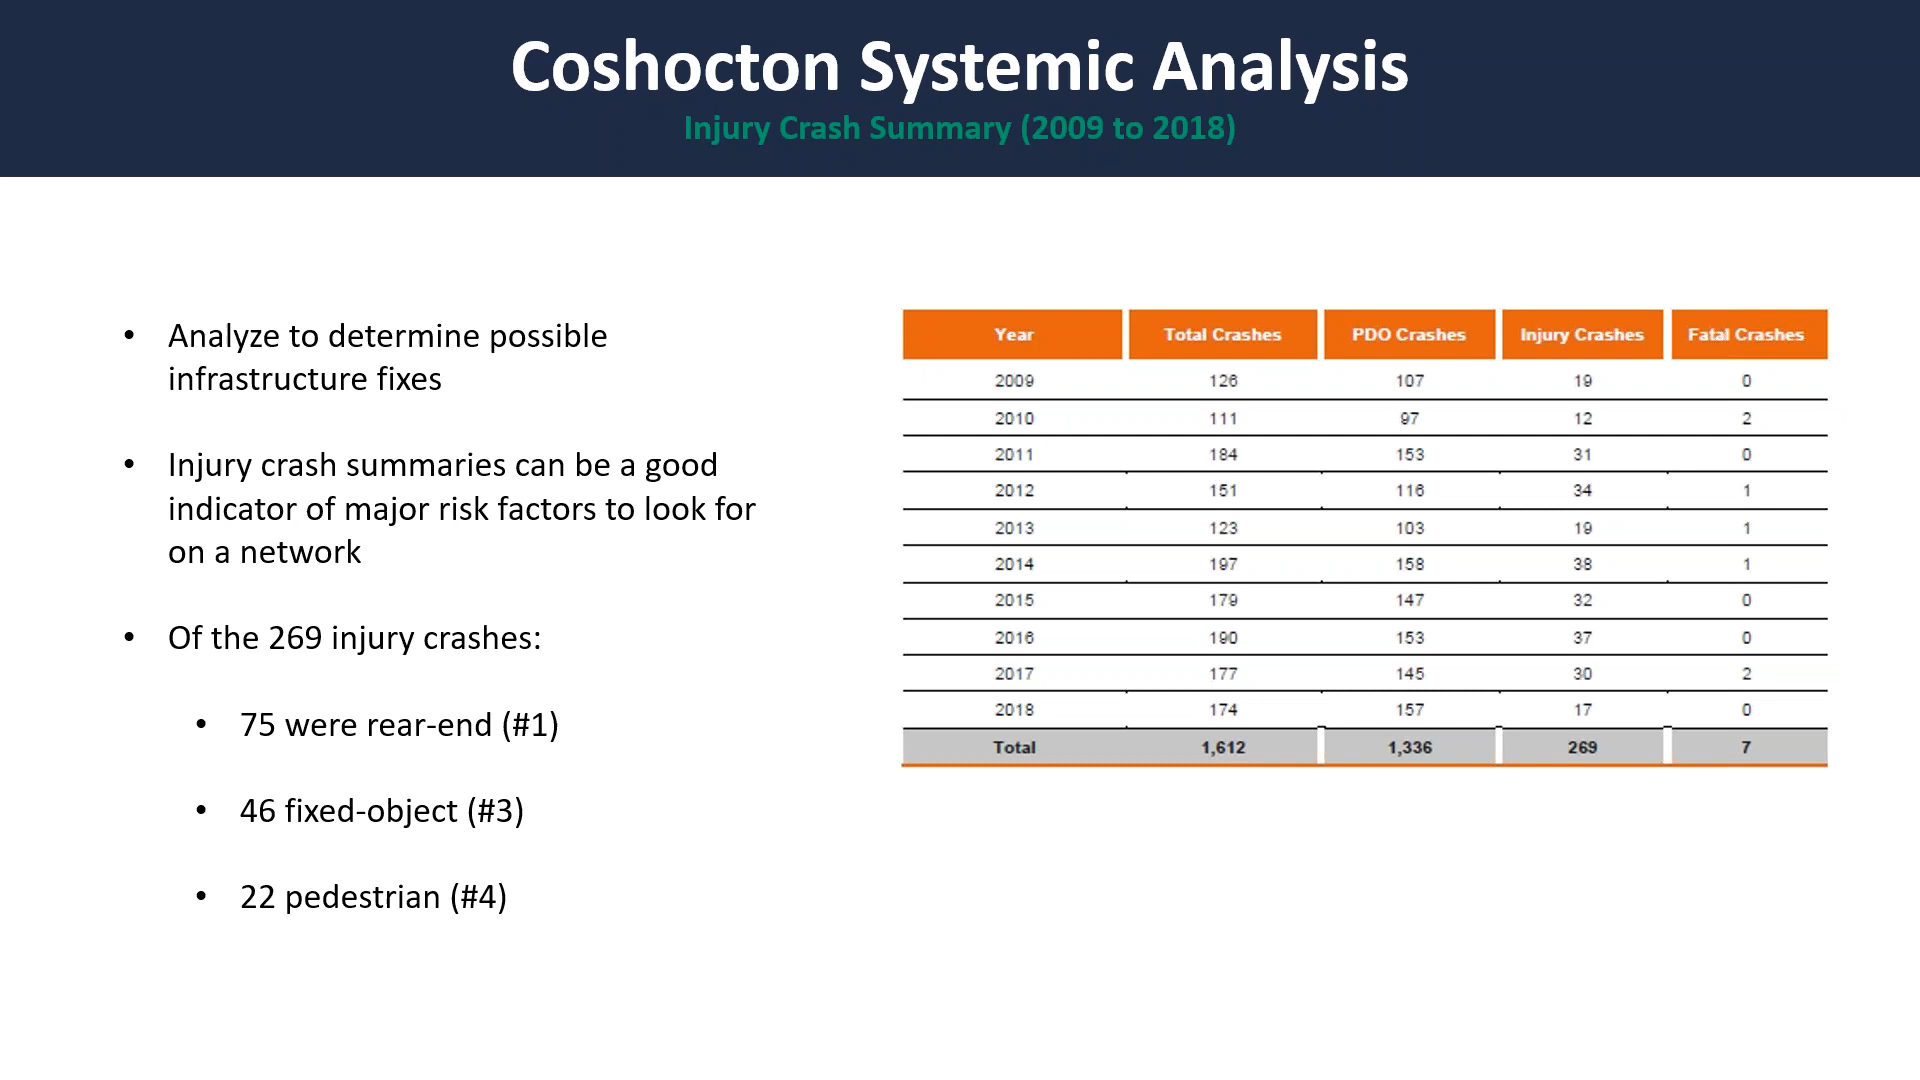 Coshocton Systemic Analysis
Injury Crash Summary (2009 to 2018)
• Analyze to determine possible
infrastructure fixes
• Injury crash summaries can be a good
indicator of major risk factors to look for
on a network
• Of the 269 injury crashes:
• 75 were rear-end (#1)
• 46 fixed-object (#3)
• 22 pedestrian (#4)
Year Total Crashes PDO Crashes Injury Crashes Fatal Crashes
2009 126 107 19 0
2010 111 97 12 2
2011 184 153 31 0
2012 151 116 34 1
2013 123 103 19 1
2014 197 158 38 1
2015 179 147 32 0
2016 190 153 37 0
2017 177 145 30 2
2018 174 157 17 0
Total 1,612 1,336 269 7